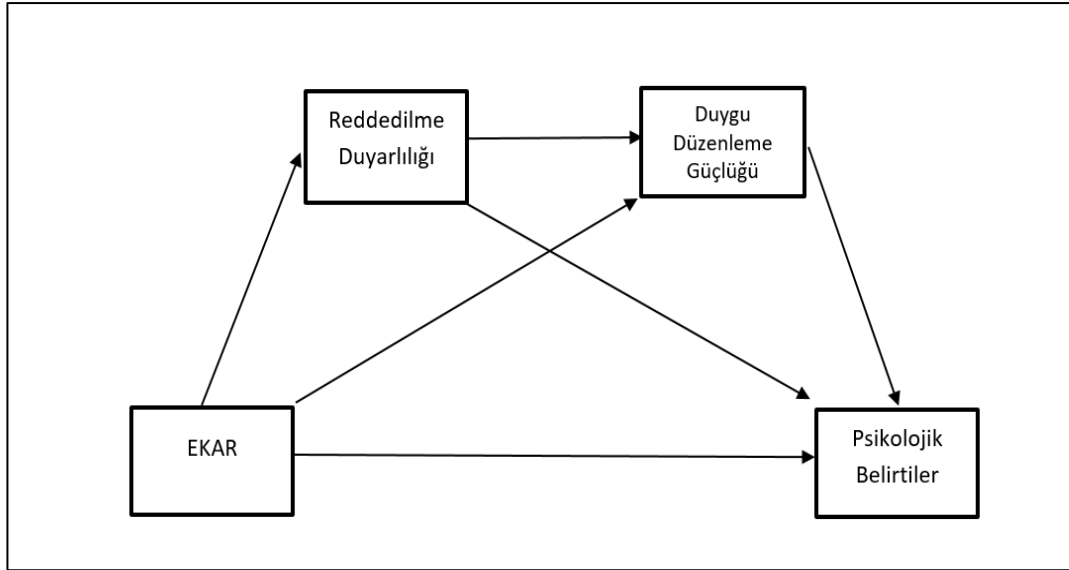 Reddedilme
Duyarlılığı
Duygu
Düzenleme
Güçlüğü
EKAR
Psikolojik
Belirtiler